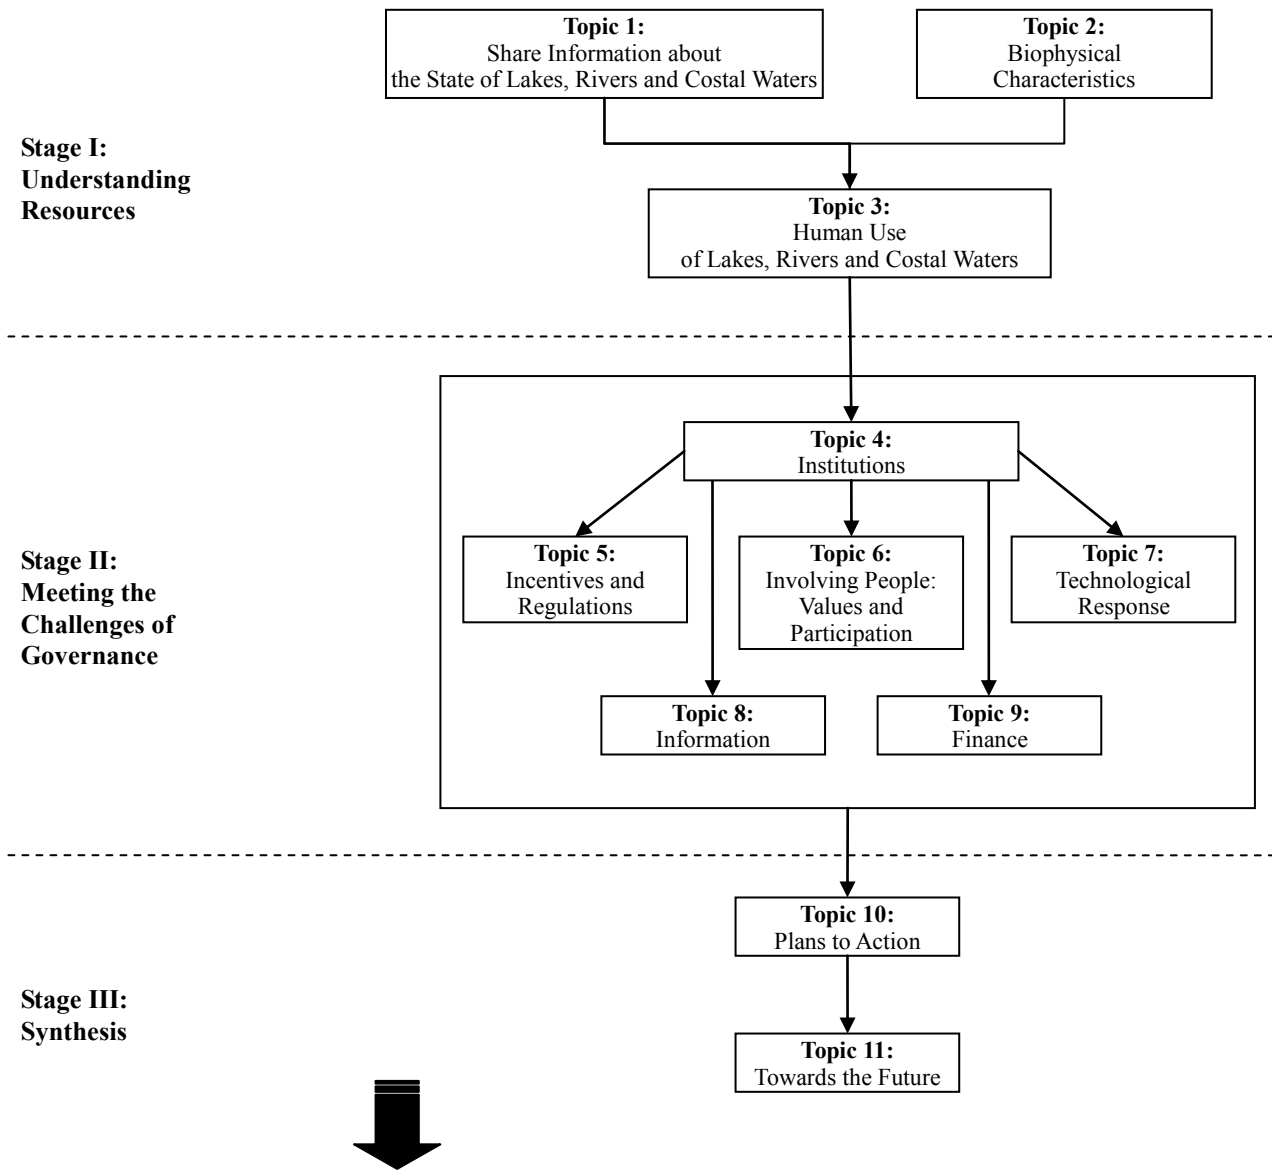 Topic 1:
Share Information about
the State of Lakes, Rivers and Costal Waters
Topic 2:
Biophysical
Characteristics
Stage I:
Understanding
Resources
Topic 3:
Human Use
of Lakes, Rivers and Costal Waters
Topic 4:
Institutions
Stage II:
Meeting the
Challenges of
Governance
Topic 5:
Incentives and
Regulations
Topic 6:
Involving People:
Values and
Participation
Topic 7:
Technological
Response
Topic 8:
Information
Topic 9:
Finance
Topic 10:
Plans to Action
Stage III:
Synthesis
Topic 11:
Towards the Future